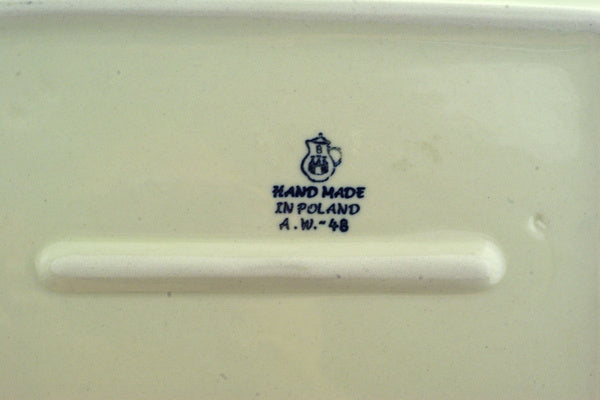 B
HAND MADE
IN POLAND
A.W.-48